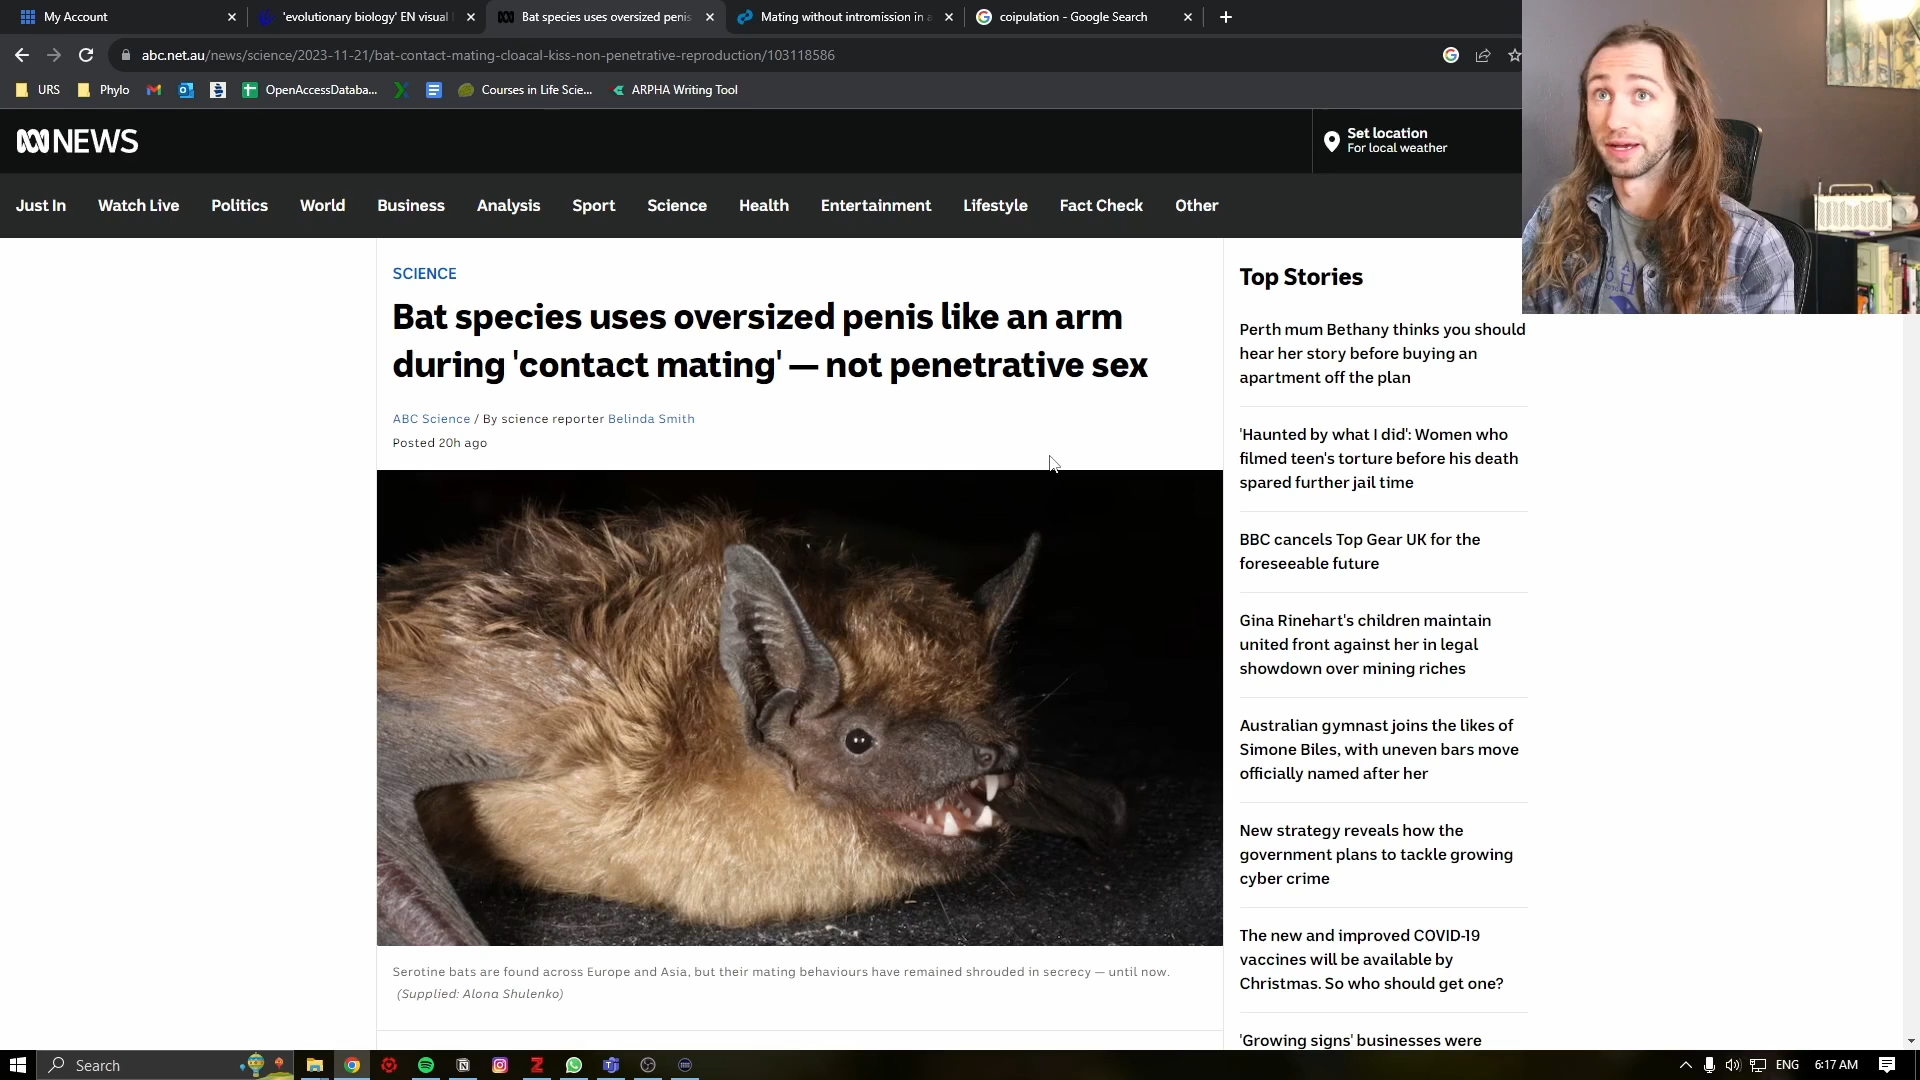 My Account
'evolutionary biology' EN visual
Bat species uses oversized penis
Mating without intromission in a
coipulation - Google Search
abc.net.au/news/science/2023-11-21/bat-contact-mating-cloacal-kiss-non-penetrative-reproduction/103118586
URS
Phylo
OpenAccessDataba...
Courses in Life Scie...
ARPHA Writing Tool
NEWS
Set location
For local weather
Just In Watch Live Politics World Business Analysis Sport Science Health Entertainment Lifestyle Fact Check Other
SCIENCE
Bat species uses oversized penis like an arm
during 'contact mating' — not penetrative sex
ABC Science / By science reporter Belinda Smith
Posted 20h ago
Serotine bats are found across Europe and Asia, but their mating behaviours have remained shrouded in secrecy — until now.
(Supplied: Alona Shulenko)
Top Stories
Perth mum Bethany thinks you should
hear her story before buying an
apartment off the plan
'Haunted by what I did': Women who
filmed teen's torture before his death
spared further jail time
BBC cancels Top Gear UK for the
foreseeable future
Gina Rinehart's children maintain
united front against her in legal
showdown over mining riches
Australian gymnast joins the likes of
Simone Biles, with uneven bars move
officially named after her
New strategy reveals how the
government plans to tackle growing
cyber crime
The new and improved COVID-19
vaccines will be available by
Christmas. So who should get one?
'Growing signs' businesses were
Search
ENG
6:17 AM